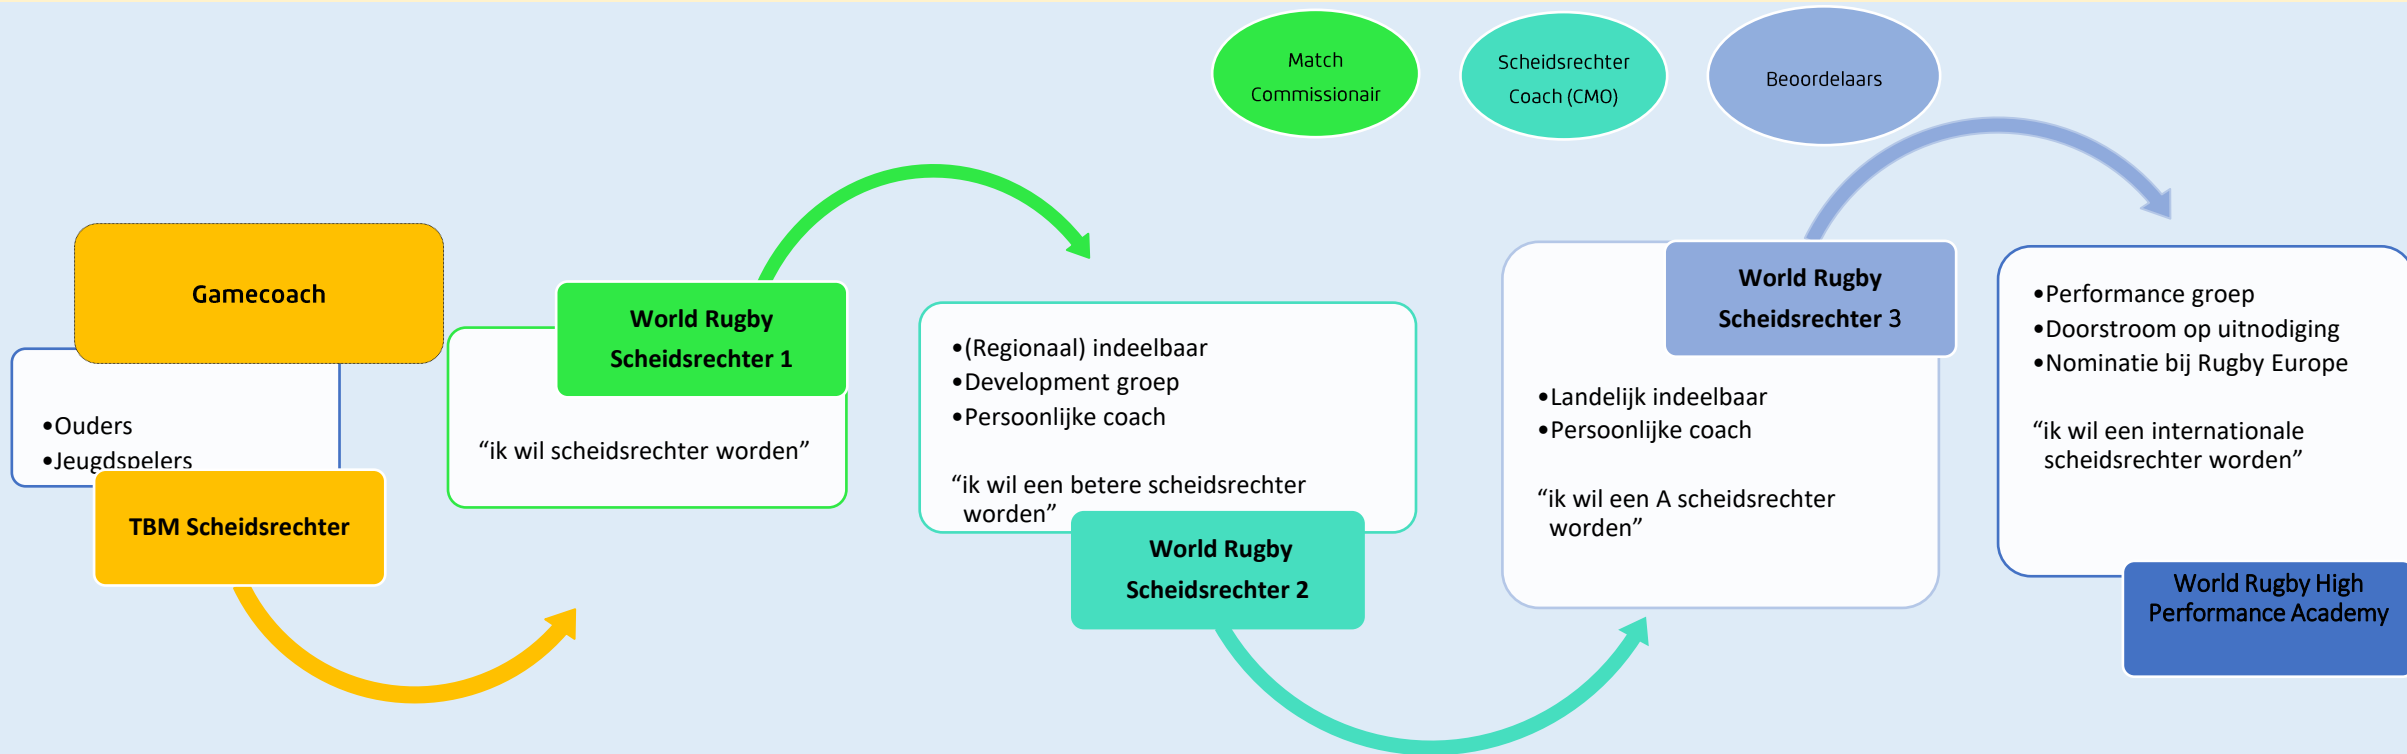 Match
Commissionair
Scheidsrechter
Coach (CMO)
Beoordelaars
Gamecoach
•Ouders
•Jeugdspelers
TBM Scheidsrechter
World Rugby
Scheidsrechter 1
“ik wil scheidsrechter worden”
•(Regionaal) indeelbaar
•Development groep
•Persoonlijke coach
“ik wil een betere scheidsrechter
worden”
World Rugby
Scheidsrechter 2
World Rugby
Scheidsrechter 3
•Landelijk indeelbaar
•Persoonlijke coach
“ik wil een A scheidsrechter
worden”
•Performance groep
•Doorstroom op uitnodiging
•Nominatie bij Rugby Europe
“ik wil een internationale
scheidsrechter worden”
World Rugby High
Performance Academy